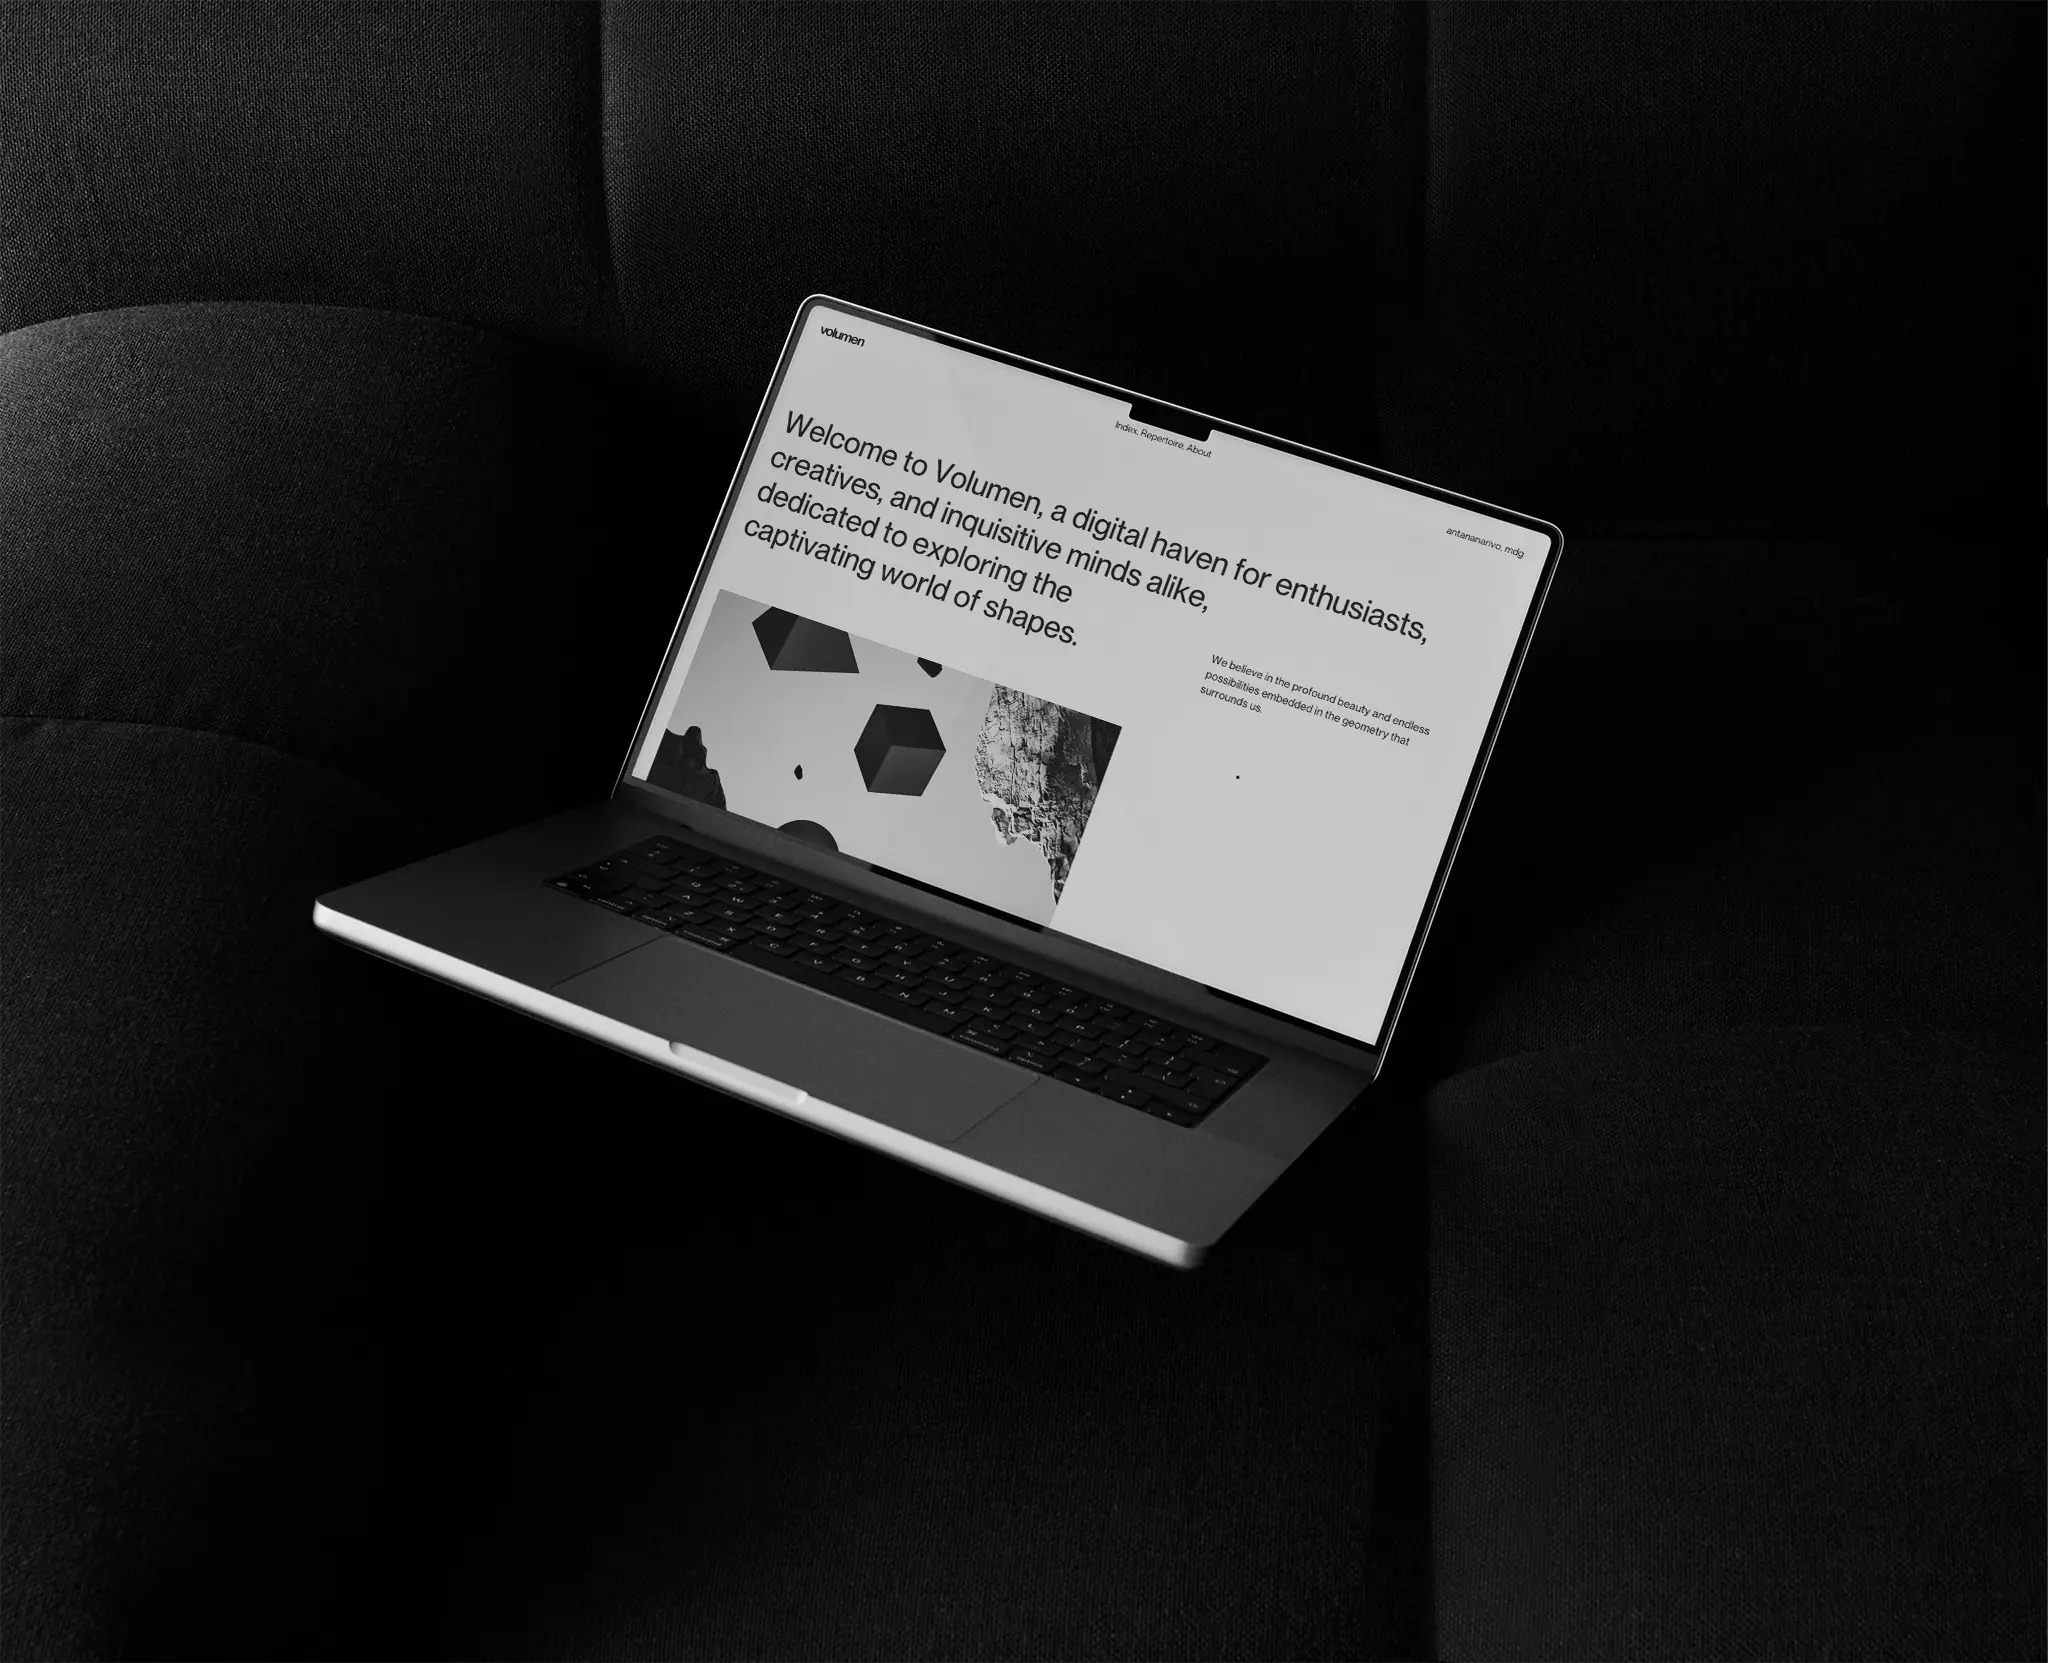 volumen
Index, Repertoire, About
antananarivo, mdg
Welcome to Volumen, a digital haven for enthusiasts,
creatives, and inquisitive minds alike,
dedicated to exploring the
captivating world of shapes.
We believe in the profound beauty and endless
possibilities embedded in the geometry that
surrounds us.